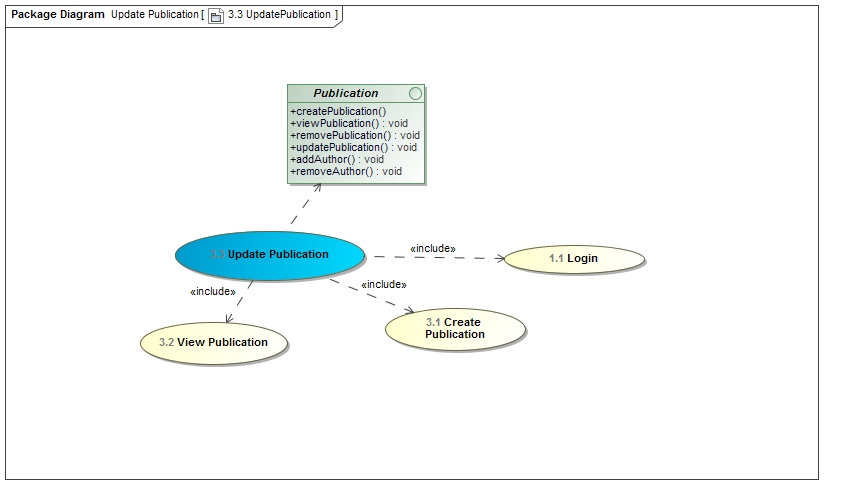 Package Diagram Update Publication [ 3.3 UpdatePublication ]
Publication
+createPublication()
+viewPublication() : void
+removePublication() : void
+updatePublication() : void
+addAuthor() : void
+removeAuthor() : void
3.3 Update Publication
«include»
1.1 Login
«include»
«include»
3.1 Create
Publication
3.2 View Publication